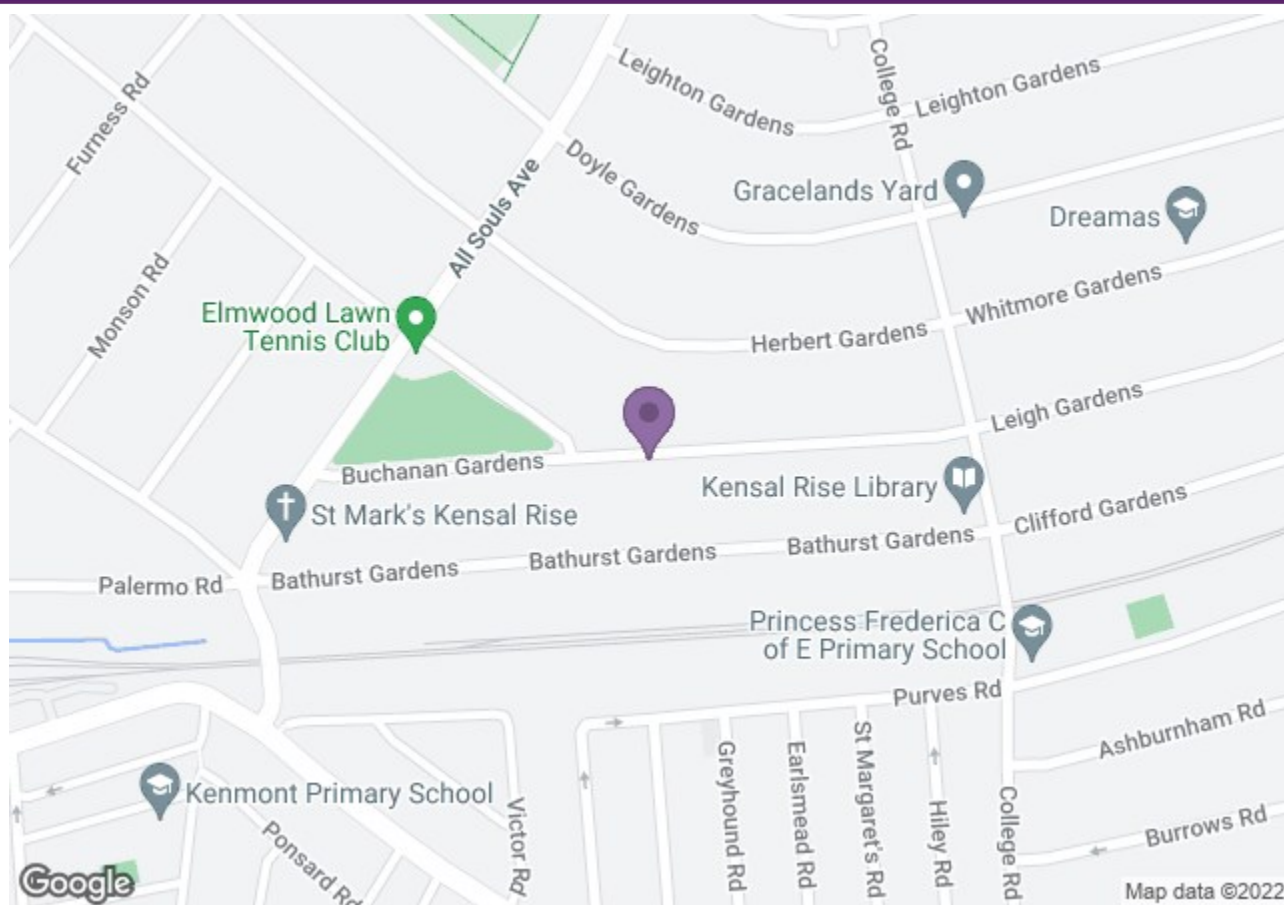 Furness Rd
Leighton Gardens
College Rd
Leighton Gardens
Doyle Gardens
All Souls Ave
Gracelands Yard
Dreamas
Monson Rd
Elmwood Lawn
Tennis Club
Herbert Gardens
Whitmore Gardens
Leigh Gardens
Buchanan Gardens
Kensal Rise Library
St Mark's Kensal Rise
Clifford Gardens
Bathurst Gardens
Bathurst Gardens
Bathurst Gardens
Palermo Rd
Princess Frederica C
of E Primary School
Purves Rd
Ashburnham Rd
Kenmont Primary School
Ponsard Rd
Victor Rd
Greyhound Rd
Earlsmead Rd
St Margaret's Rd
Hiley Rd
College Rd
Burrows Rd
Google
Map data ©2022